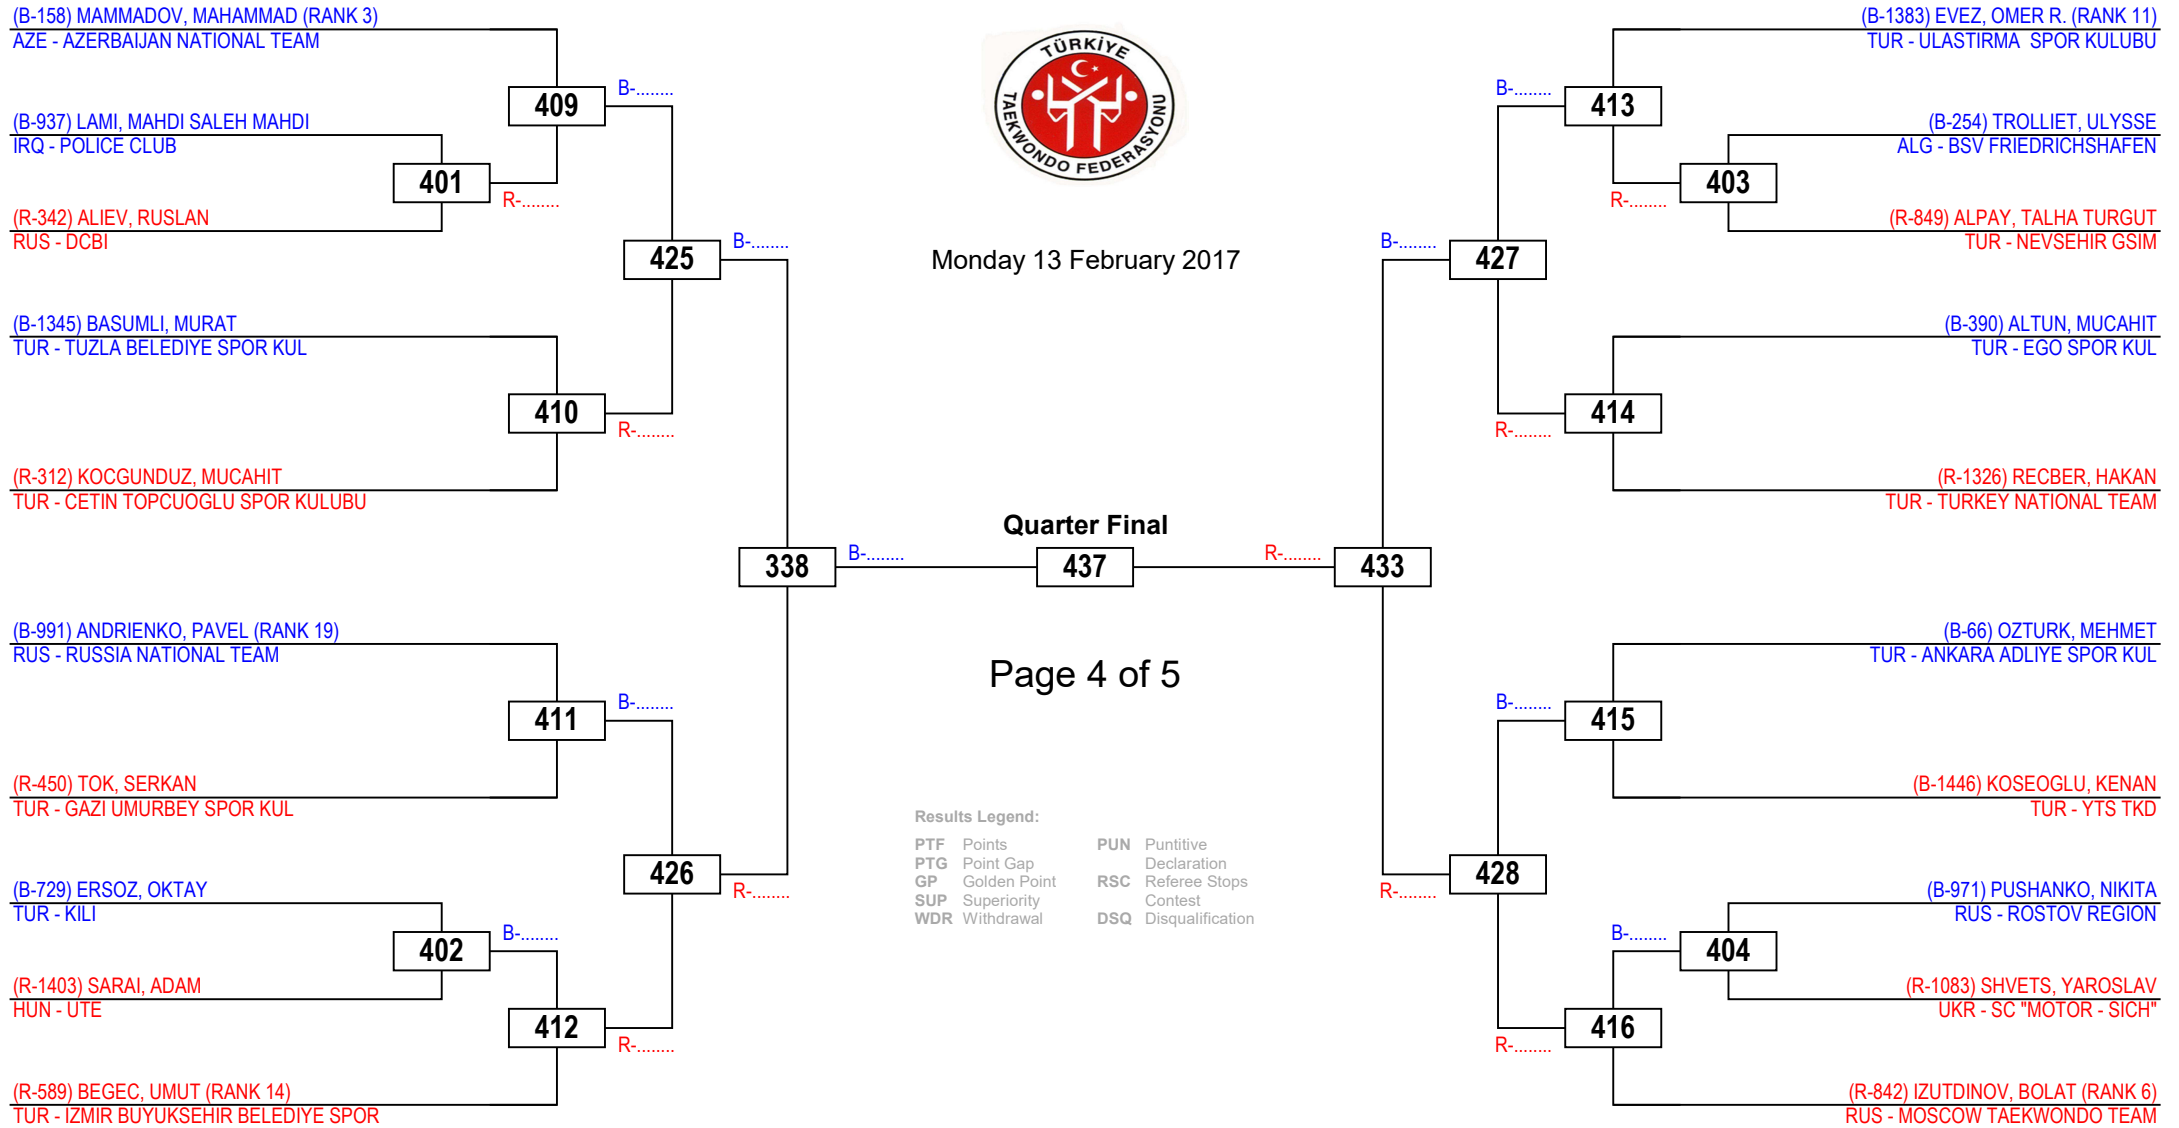 (B-158) MAMMADOV, MAHAMMAD (RANK 3)
AZE - AZERBAIJAN NATIONAL TEAM
409
B-........
(B-937) LAMI, MAHDI SALEH MAHDI
IRQ - POLICE CLUB
401
R-........
(R-342) ALIEV, RUSLAN
RUS - DCBI
425
B-........
(B-1345) BASUMLI, MURAT
TUR - TUZLA BELEDIYE SPOR KUL
410
R-........
(R-312) KOCGUNDUZ, MUCAHIT
TUR - CETIN TOPCUOGLU SPOR KULUBU
338
B-........
(B-991) ANDRIENKO, PAVEL (RANK 19)
RUS - RUSSIA NATIONAL TEAM
411
B-........
(R-450) TOK, SERKAN
TUR - GAZI UMURBEY SPOR KUL
426
R-........
(B-729) ERSOZ, OKTAY
TUR - KILI
402
B-........
(R-1403) SARAI, ADAM
HUN - UTE
412
R-........
(R-589) BEGEC, UMUT (RANK 14)
TUR - IZMIR BUYUKSEHIR BELEDIYE SPOR
TÜRKİYE
TAEKWONDO FEDERASYONU
Monday 13 February 2017
Quarter Final
437
Page 4 of 5
Results Legend:
PTF Points
PTG Point Gap
GP Golden Point
SUP Superiority
WDR Withdrawal
PUN Puntitive
Declaration
RSC Referee Stops
Contest
DSQ Disqualification
(B-1383) EVEZ, OMER R. (RANK 11)
TUR - ULASTIRMA  SPOR KULUBU
B-........
413
(B-254) TROLLIET, ULYSSE
ALG - BSV FRIEDRICHSHAFEN
403
R-........
(R-849) ALPAY, TALHA TURGUT
TUR - NEVSEHIR GSIM
B-........
427
(B-390) ALTUN, MUCAHIT
TUR - EGO SPOR KUL
414
R-........
(R-1326) RECBER, HAKAN
TUR - TURKEY NATIONAL TEAM
R-........
433
(B-66) OZTURK, MEHMET
TUR - ANKARA ADLIYE SPOR KUL
B-........
415
(B-1446) KOSEOGLU, KENAN
TUR - YTS TKD
428
R-........
(B-971) PUSHANKO, NIKITA
RUS - ROSTOV REGION
B-........
404
(R-1083) SHVETS, YAROSLAV
UKR - SC "MOTOR - SICH"
416
R-........
(R-842) IZUTDINOV, BOLAT (RANK 6)
RUS - MOSCOW TAEKWONDO TEAM